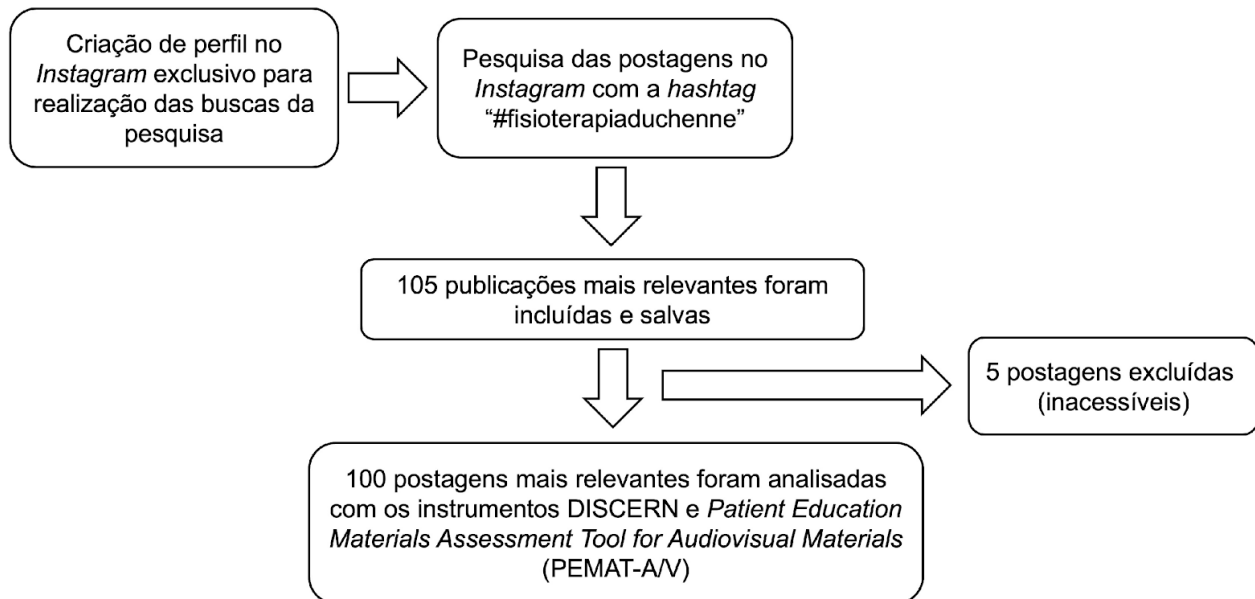 Criação de perfil no
Instagram exclusivo para
realização das buscas da
pesquisa
Pesquisa das postagens no
Instagram com a hashtag
“#fisioterapiaduchenne”
105 publicações mais relevantes foram
incluídas e salvas
5 postagens excluídas
(inacessíveis)
100 postagens mais relevantes foram analisadas
com os instrumentos DISCERN e Patient Education
Materials Assessment Tool for Audiovisual Materials
(PEMAT-A/V)